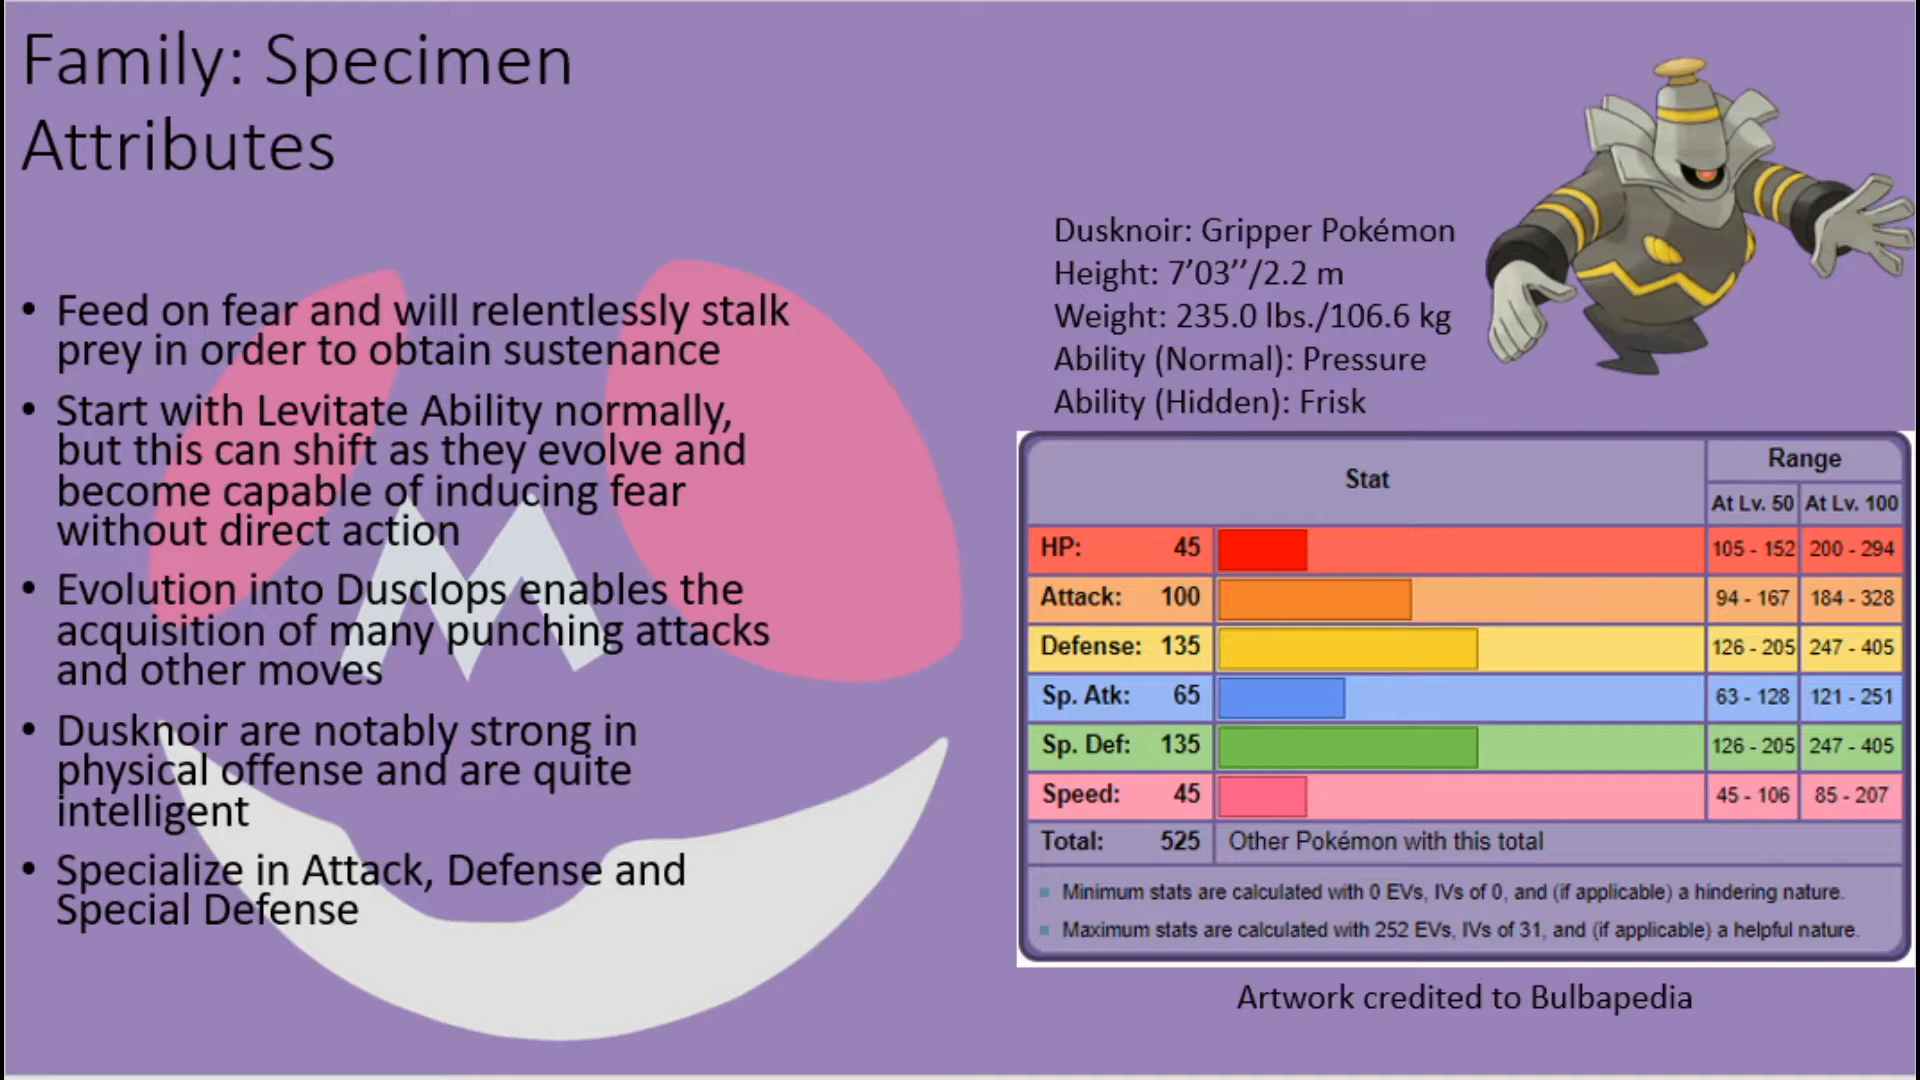 Family: Specimen
Attributes
• Feed on fear and will relentlessly stalk
prey in order to obtain sustenance
• Start with Levitate Ability normally,
but this can shift as they evolve and
become capable of inducing fear
without direct action
• Evolution into Dusclops enables the
acquisition of many punching attacks
and other moves
• Dusknoir are notably strong in
physical offense and are quite
intelligent
• Specialize in Attack, Defense and
Special Defense
Dusknoir: Gripper Pokémon
Height: 7’03’’/2.2 m
Weight: 235.0 lbs./106.6 kg
Ability (Normal): Pressure
Ability (Hidden): Frisk
Stat Range
At Lv. 50 At Lv. 100
HP: 45 105 - 152 200 - 294
Attack: 100 94 - 167 184 - 328
Defense: 135 126 - 205 247 - 405
Sp. Atk: 65 63 - 128 121 - 251
Sp. Def: 135 126 - 205 247 - 405
Speed: 45 45 - 106 85 - 207
Total: 525 Other Pokémon with this total
Minimum stats are calculated with 0 EVs, IVs of 0, and (if applicable) a hindering nature.
Maximum stats are calculated with 252 EVs, IVs of 31, and (if applicable) a helpful nature.
Artwork credited to Bulbapedia